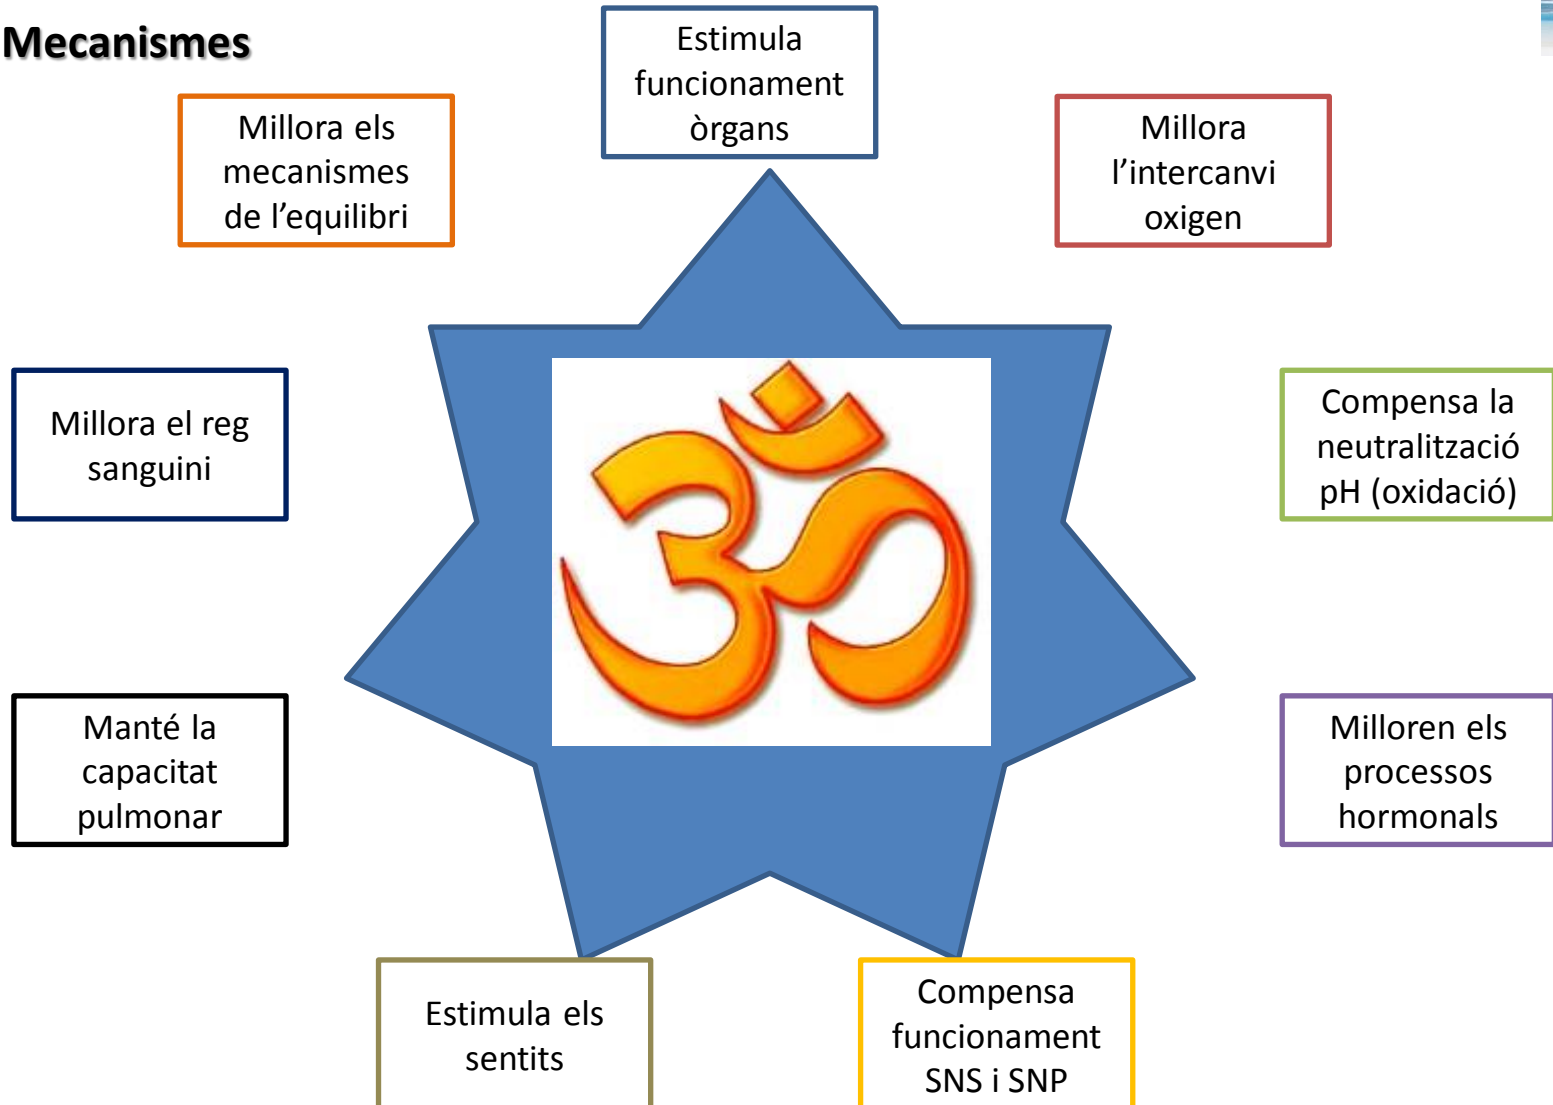 Mecanismes
Estimula
funcionament
òrgans
Millora els
mecanismes
de l’equilibri
Millora
l’intercanvi
oxigen
Millora el reg
sanguini
Compensa la
neutralització
pH (oxidació)
Manté la
capacitat
pulmonar
Milloren els
processos
hormonals
Estimula els
sentits
Compensa
funcionament
SNS i SNP
ॐ